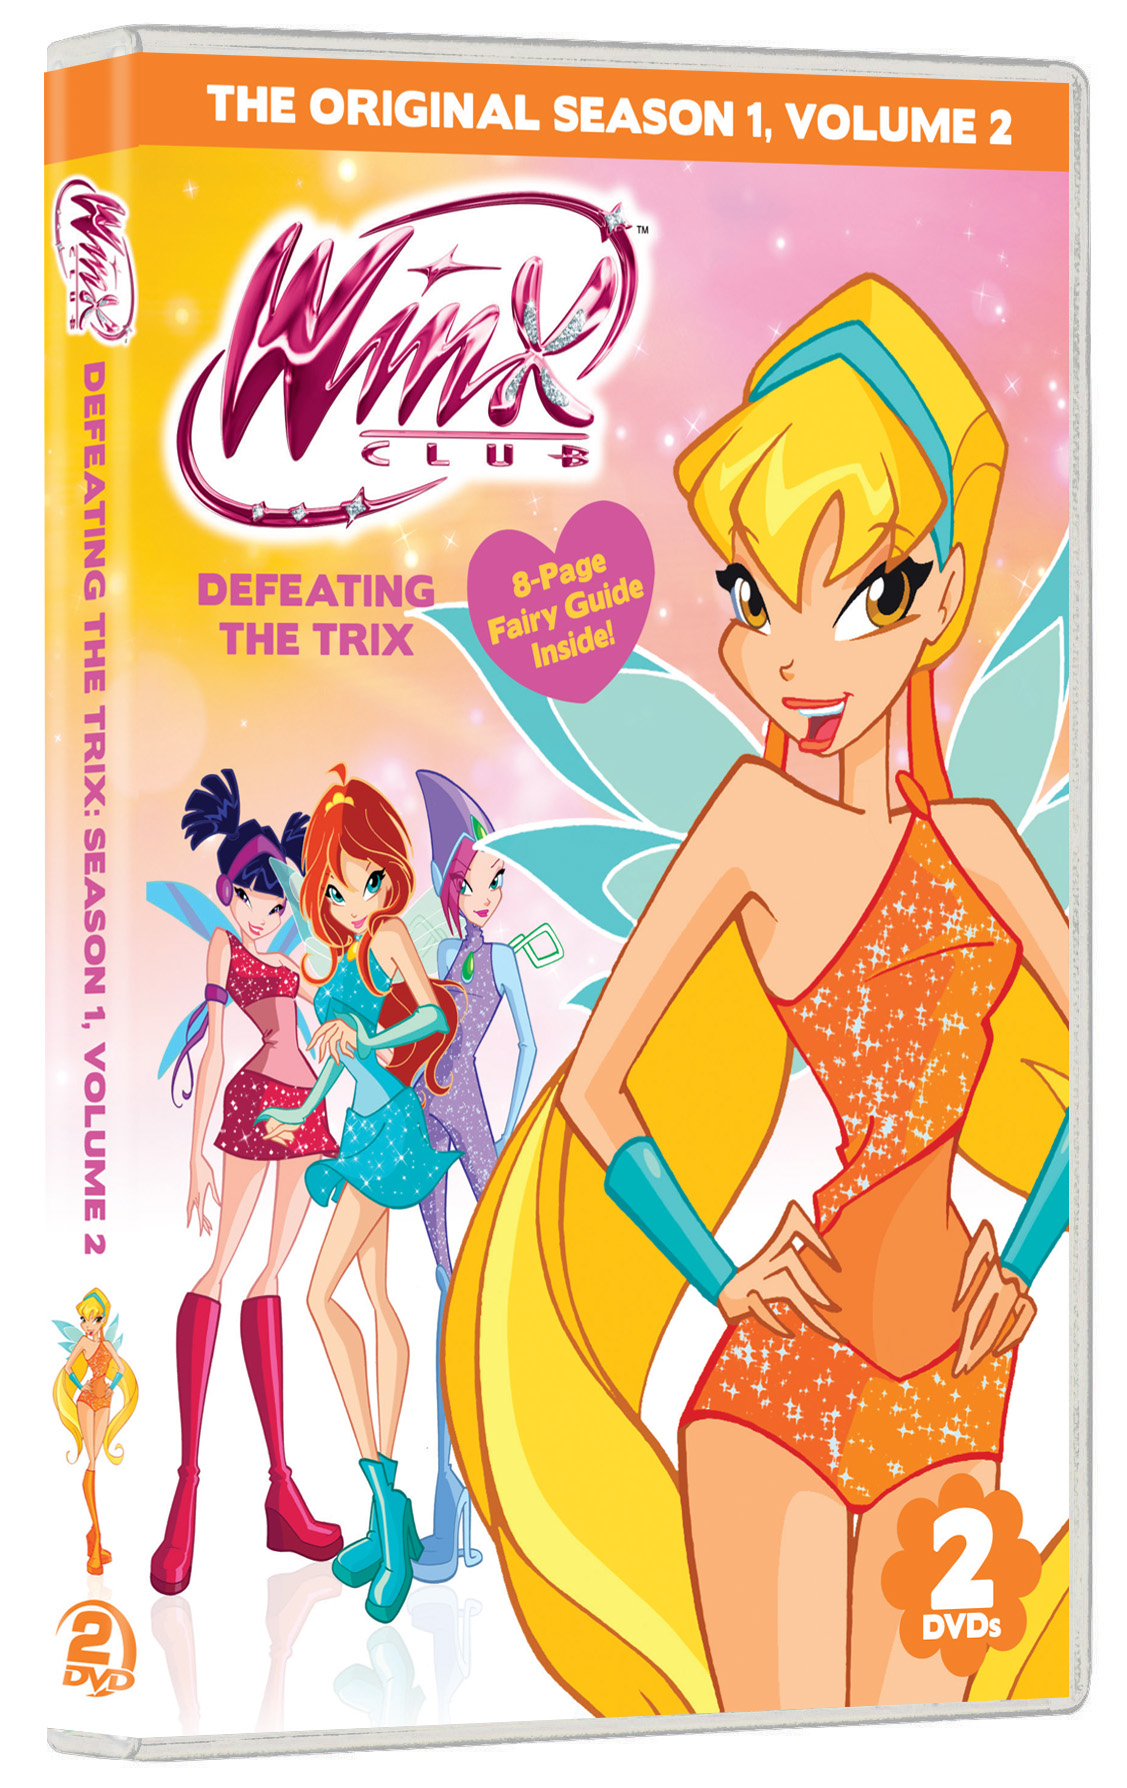 THE ORIGINAL SEASON 1, VOLUME 2
Winx
CLUB
TM
DEFEATING
THE TRIX
8-Page
Fairy Guide
Inside!
2
DVDs
Winx
CLUB
DEFEATING THE TRIX: SEASON 1, VOLUME 2
2
DVD